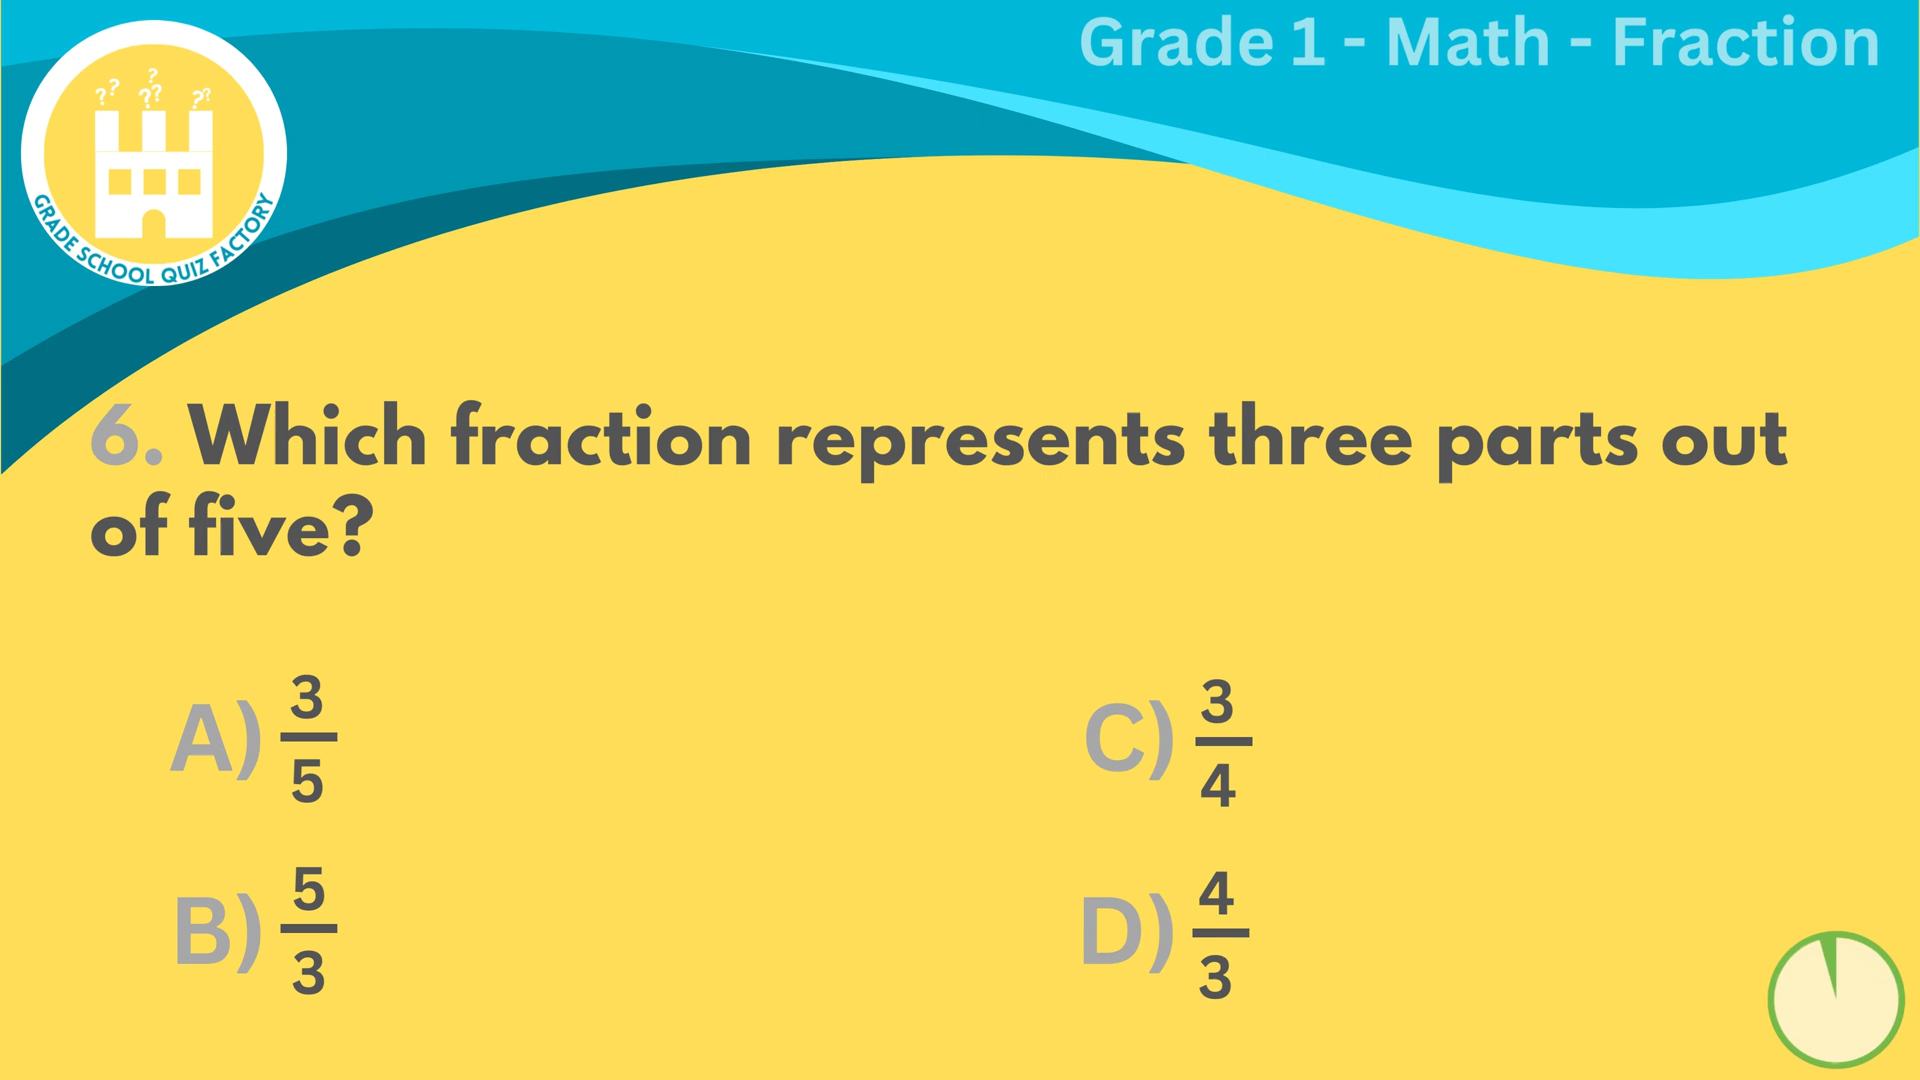 Grade 1 - Math - Fraction
?? ? ?? ??
GRADE SCHOOL QUIZ FACTORY
6. Which fraction represents three parts out
of five?
A) 3/5
B) 5/3
C) 3/4
D) 4/3